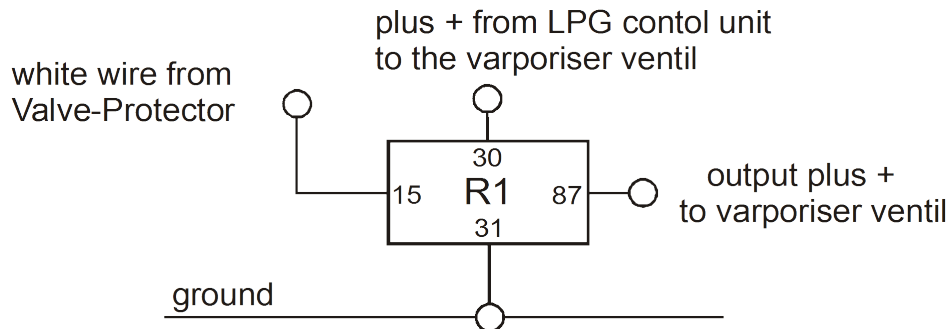 plus + from LPG contol unit
to the varporiser ventil
white wire from
Valve-Protector
30
15 R1 87
31
output plus +
to varporiser ventil
ground